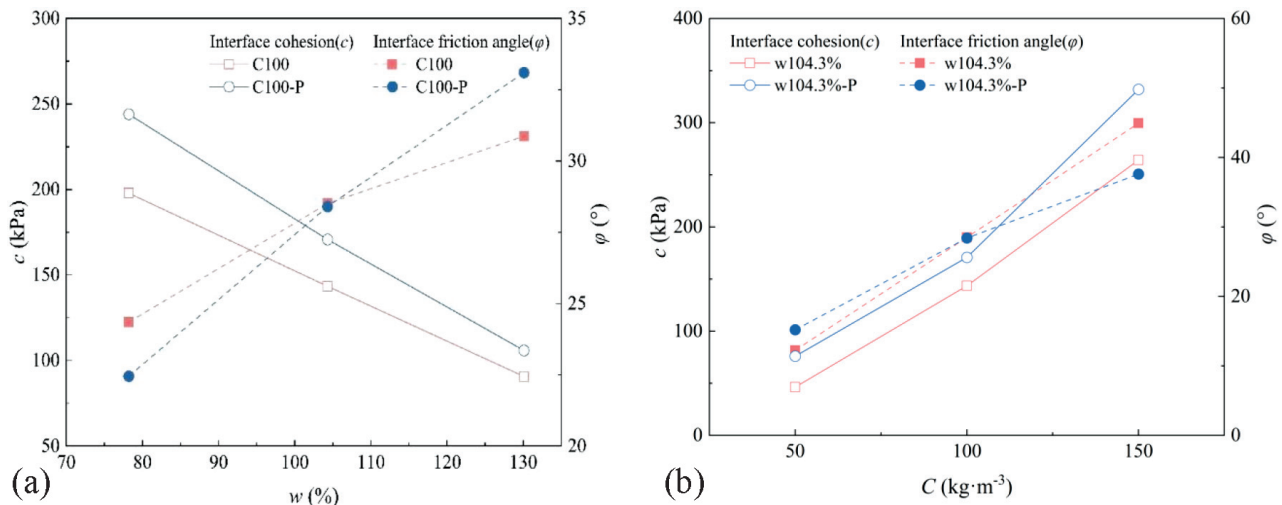 300
250
200
150
100
50
c (kPa)
Interface cohesion(c) Interface friction angle(φ)
C100 C100
C100-P C100-P
35
30
25
20
φ (°)
70 80 90 100 110 120 130
w (%)
(a)
400
300
200
100
0
c (kPa)
Interface cohesion(c) Interface friction angle(φ)
w104.3% w104.3%
w104.3%-P w104.3%-P
60
40
20
0
φ (°)
50 100 150
C (kg·m⁻³)
(b)